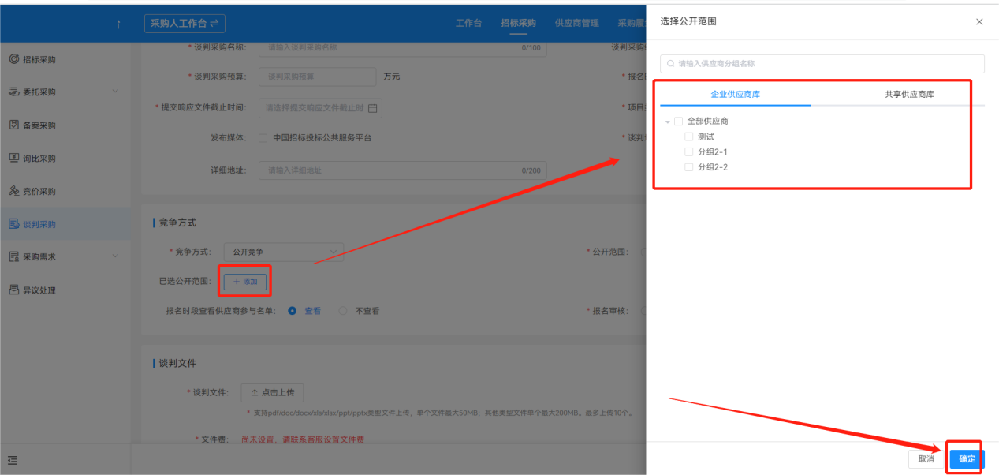 采购人工作台 ⇌
工作台 招标采购 供应商管理 采购履
招标采购
委托采购
备案采购
询比采购
竞价采购
谈判采购
采购需求
异议处理
* 谈判采购名称: 请输入谈判采购名称 0/100 谈判采购
* 谈判采购预算: 谈判采购预算 万元 * 报名
* 提交响应文件截止时间: 请选择提交响应文件截止时 * 项目
发布媒体: 中国招标投标公共服务平台 * 谈判
详细地址: 请输入详细地址 0/200
竞争方式
* 竞争方式: 公开竞争 * 公开范围:
已选公开范围: + 添加
报名时段查看供应商参与名单: 查看 不查看 * 报名审核:
谈判文件
* 谈判文件: 点击上传
* 支持pdf/doc/docx/xls/xlsx/ppt/pptx类型文件上传，单个文件最大50MB；其他类型文件单个最大200MB。最多上传10个。
* 文件费: 尚未设置，请联系客服设置文件费
选择公开范围
请输入供应商分组名称
企业供应商库 共享供应商库
全部供应商
测试
分组2-1
分组2-2
取消 确定